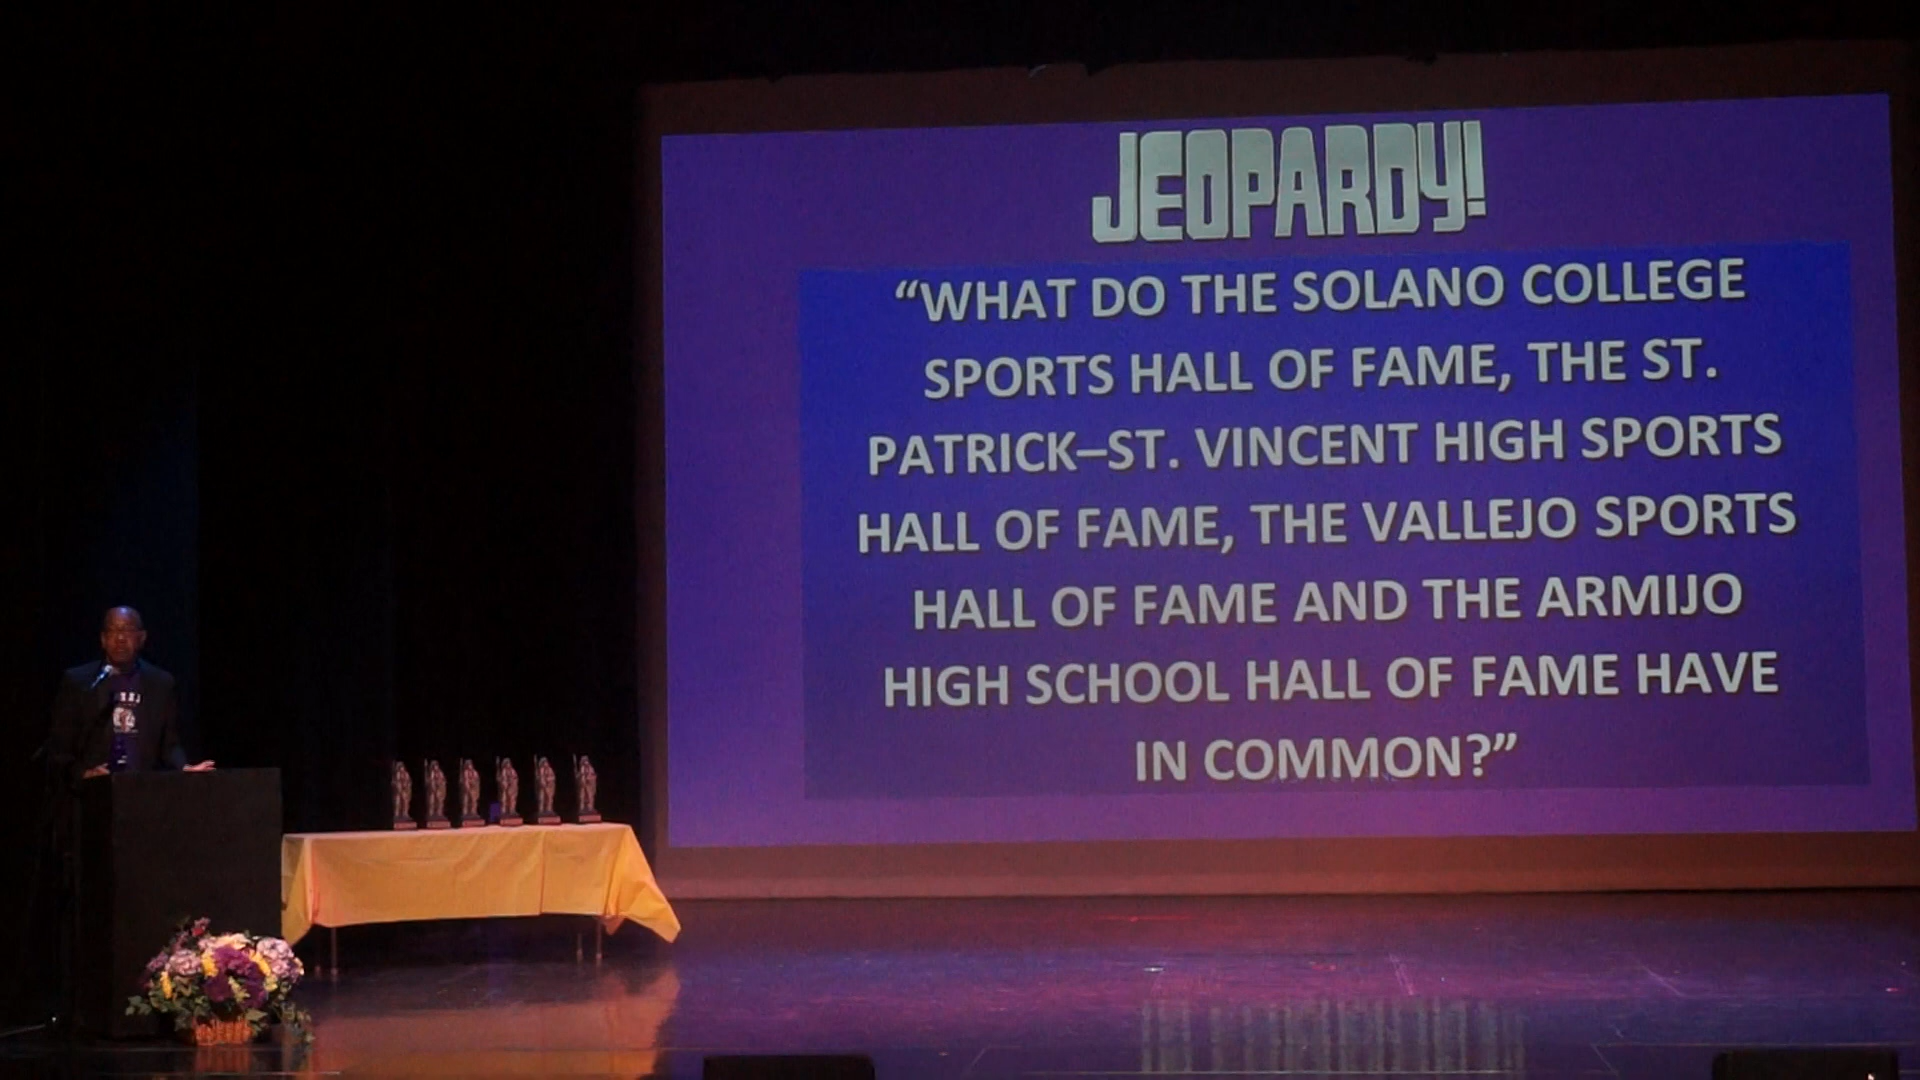 JEOPARDY!
“WHAT DO THE SOLANO COLLEGE
SPORTS HALL OF FAME, THE ST.
PATRICK–ST. VINCENT HIGH SPORTS
HALL OF FAME, THE VALLEJO SPORTS
HALL OF FAME AND THE ARMIJO
HIGH SCHOOL HALL OF FAME HAVE
IN COMMON?”